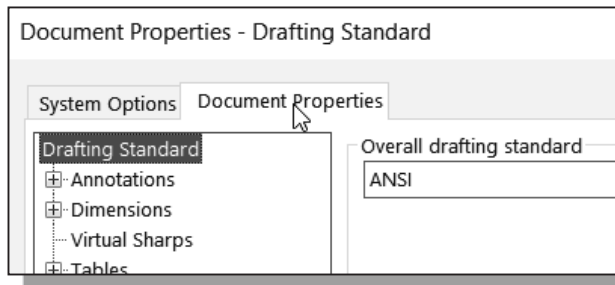 Document Properties - Drafting Standard
System Options
Document Properties
Drafting Standard
Annotations
Dimensions
Virtual Sharps
Tables
Overall drafting standard
ANSI